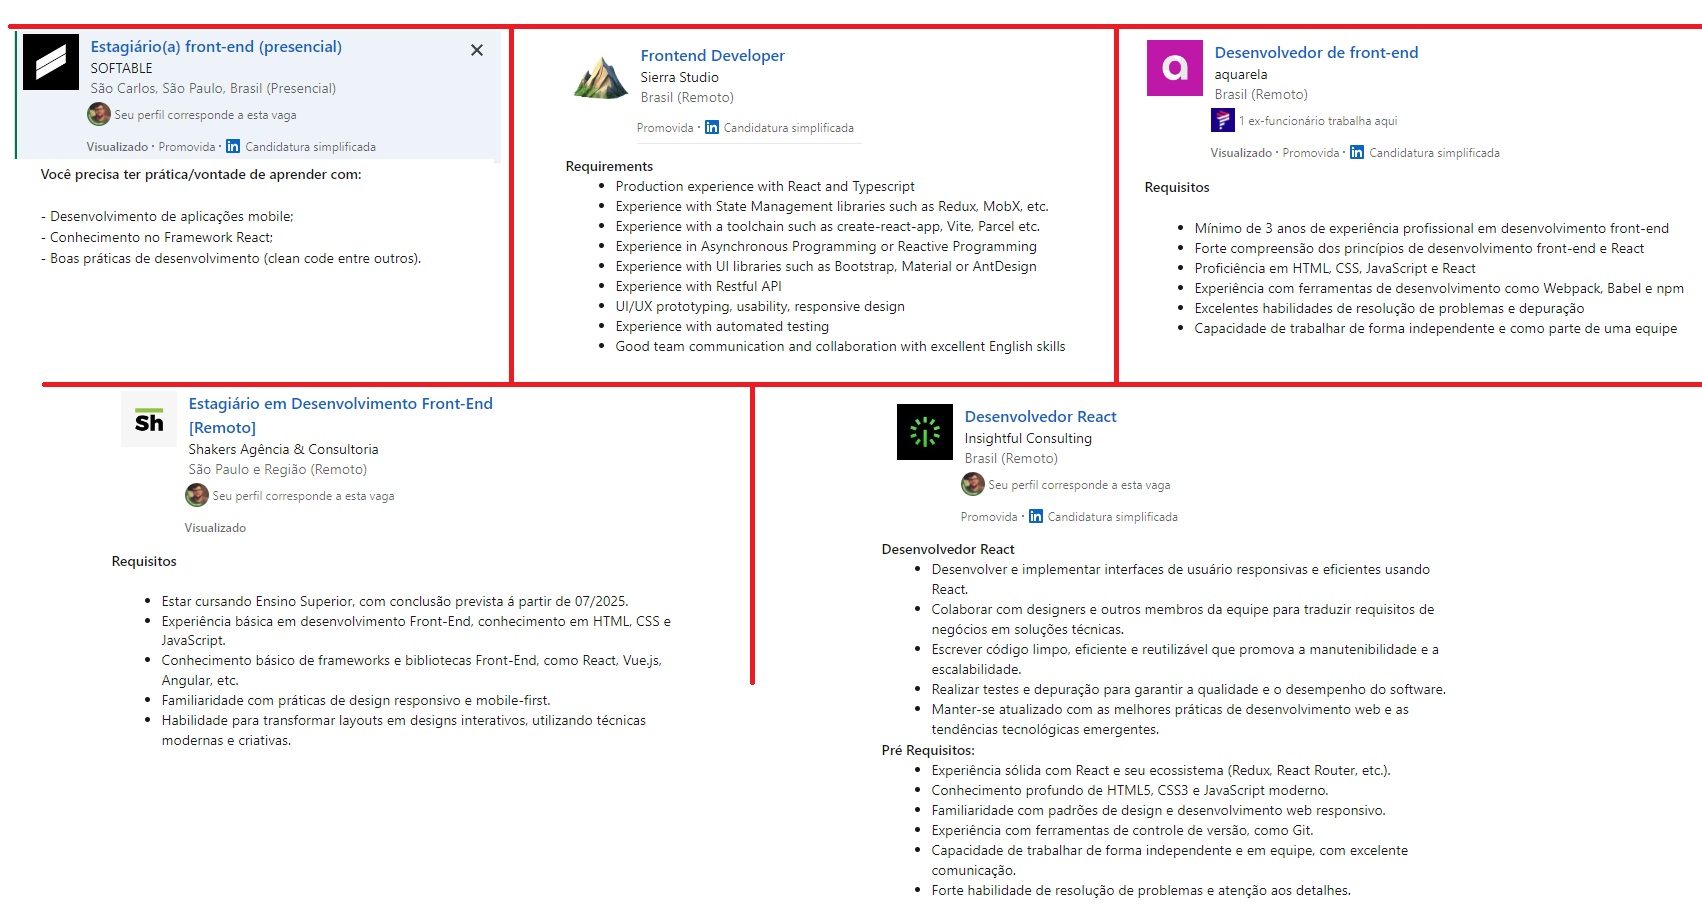 Estagiário(a) front-end (presencial)
SOFTABLE
São Carlos, São Paulo, Brasil (Presencial)
Seu perfil corresponde a esta vaga
Visualizado · Promovida · in Candidatura simplificada
Você precisa ter prática/vontade de aprender com:
- Desenvolvimento de aplicações mobile;
- Conhecimento no Framework React;
- Boas práticas de desenvolvimento (clean code entre outros).
Frontend Developer
Sierra Studio
Brasil (Remoto)
Promovida · in Candidatura simplificada
Requirements
• Production experience with React and Typescript
• Experience with State Management libraries such as Redux, MobX, etc.
• Experience with a toolchain such as create-react-app, Vite, Parcel etc.
• Experience in Asynchronous Programming or Reactive Programming
• Experience with UI libraries such as Bootstrap, Material or AntDesign
• Experience with Restful API
• UI/UX prototyping, usability, responsive design
• Experience with automated testing
• Good team communication and collaboration with excellent English skills
a
Desenvolvedor de front-end
aquarela
Brasil (Remoto)
1 ex-funcionário trabalha aqui
Visualizado · Promovida · in Candidatura simplificada
Requisitos
• Mínimo de 3 anos de experiência profissional em desenvolvimento front-end
• Forte compreensão dos princípios de desenvolvimento front-end e React
• Proficiência em HTML, CSS, JavaScript e React
• Experiência com ferramentas de desenvolvimento como Webpack, Babel e npm
• Excelentes habilidades de resolução de problemas e depuração
• Capacidade de trabalhar de forma independente e como parte de uma equipe
Sh
Estagiário em Desenvolvimento Front-End
[Remoto]
Shakers Agência & Consultoria
São Paulo e Região (Remoto)
Seu perfil corresponde a esta vaga
Visualizado
Requisitos
• Estar cursando Ensino Superior, com conclusão prevista á partir de 07/2025.
• Experiência básica em desenvolvimento Front-End, conhecimento em HTML, CSS e
JavaScript.
• Conhecimento básico de frameworks e bibliotecas Front-End, como React, Vue.js,
Angular, etc.
• Familiaridade com práticas de design responsivo e mobile-first.
• Habilidade para transformar layouts em designs interativos, utilizando técnicas
modernas e criativas.
Desenvolvedor React
Insightful Consulting
Brasil (Remoto)
Seu perfil corresponde a esta vaga
Promovida · in Candidatura simplificada
Desenvolvedor React
• Desenvolver e implementar interfaces de usuário responsivas e eficientes usando
React.
• Colaborar com designers e outros membros da equipe para traduzir requisitos de
negócios em soluções técnicas.
• Escrever código limpo, eficiente e reutilizável que promova a manutenibilidade e a
escalabilidade.
• Realizar testes e depuração para garantir a qualidade e o desempenho do software.
• Manter-se atualizado com as melhores práticas de desenvolvimento web e as
tendências tecnológicas emergentes.
Pré Requisitos:
• Experiência sólida com React e seu ecossistema (Redux, React Router, etc.).
• Conhecimento profundo de HTML5, CSS3 e JavaScript moderno.
• Familiaridade com padrões de design e desenvolvimento web responsivo.
• Experiência com ferramentas de controle de versão, como Git.
• Capacidade de trabalhar de forma independente e em equipe, com excelente
comunicação.
• Forte habilidade de resolução de problemas e atenção aos detalhes.